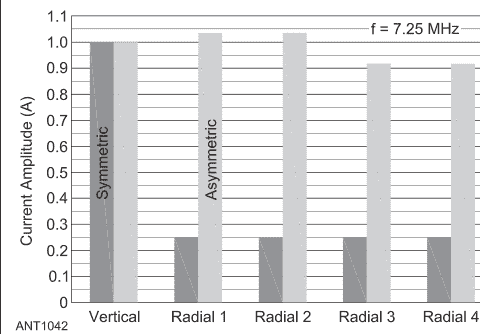 1.1
f = 7.25 MHz
1.0
0.9
0.8
0.7
0.6
0.5
0.4
0.3
0.2
0.1
0
Current Amplitude (A)
Symmetric
Asymmetric
Vertical Radial 1 Radial 2 Radial 3 Radial 4
ANT1042